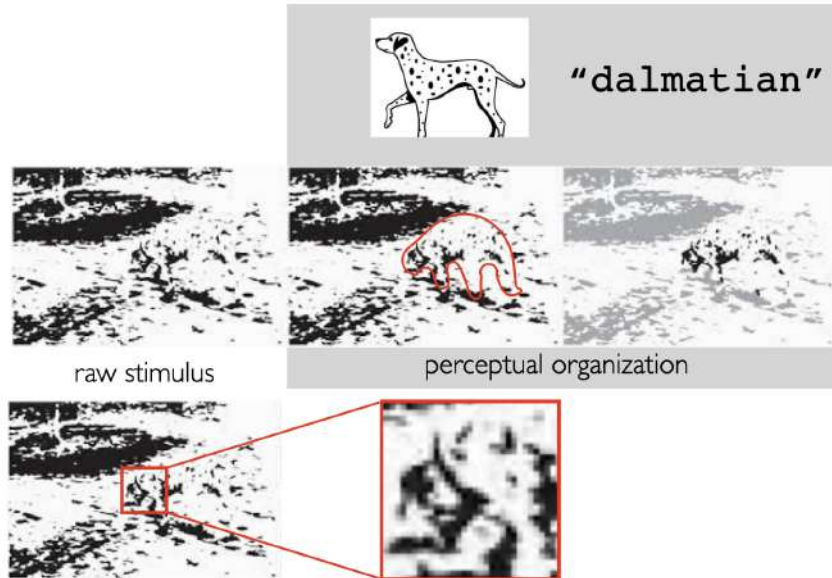 “dalmatian”
raw stimulus
perceptual organization